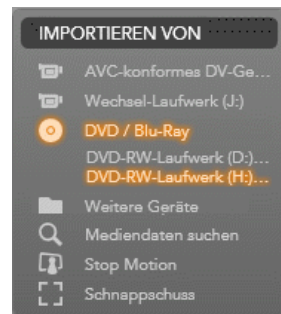 IMPORTIEREN VON
AVC-konformes DV-Ge...
Wechsel-Laufwerk (J:)
DVD / Blu-Ray
DVD-RW-Laufwerk (D:)...
DVD-RW-Laufwerk (H:)...
Weitere Geräte
Mediendaten suchen
Stop Motion
Schnappschuss